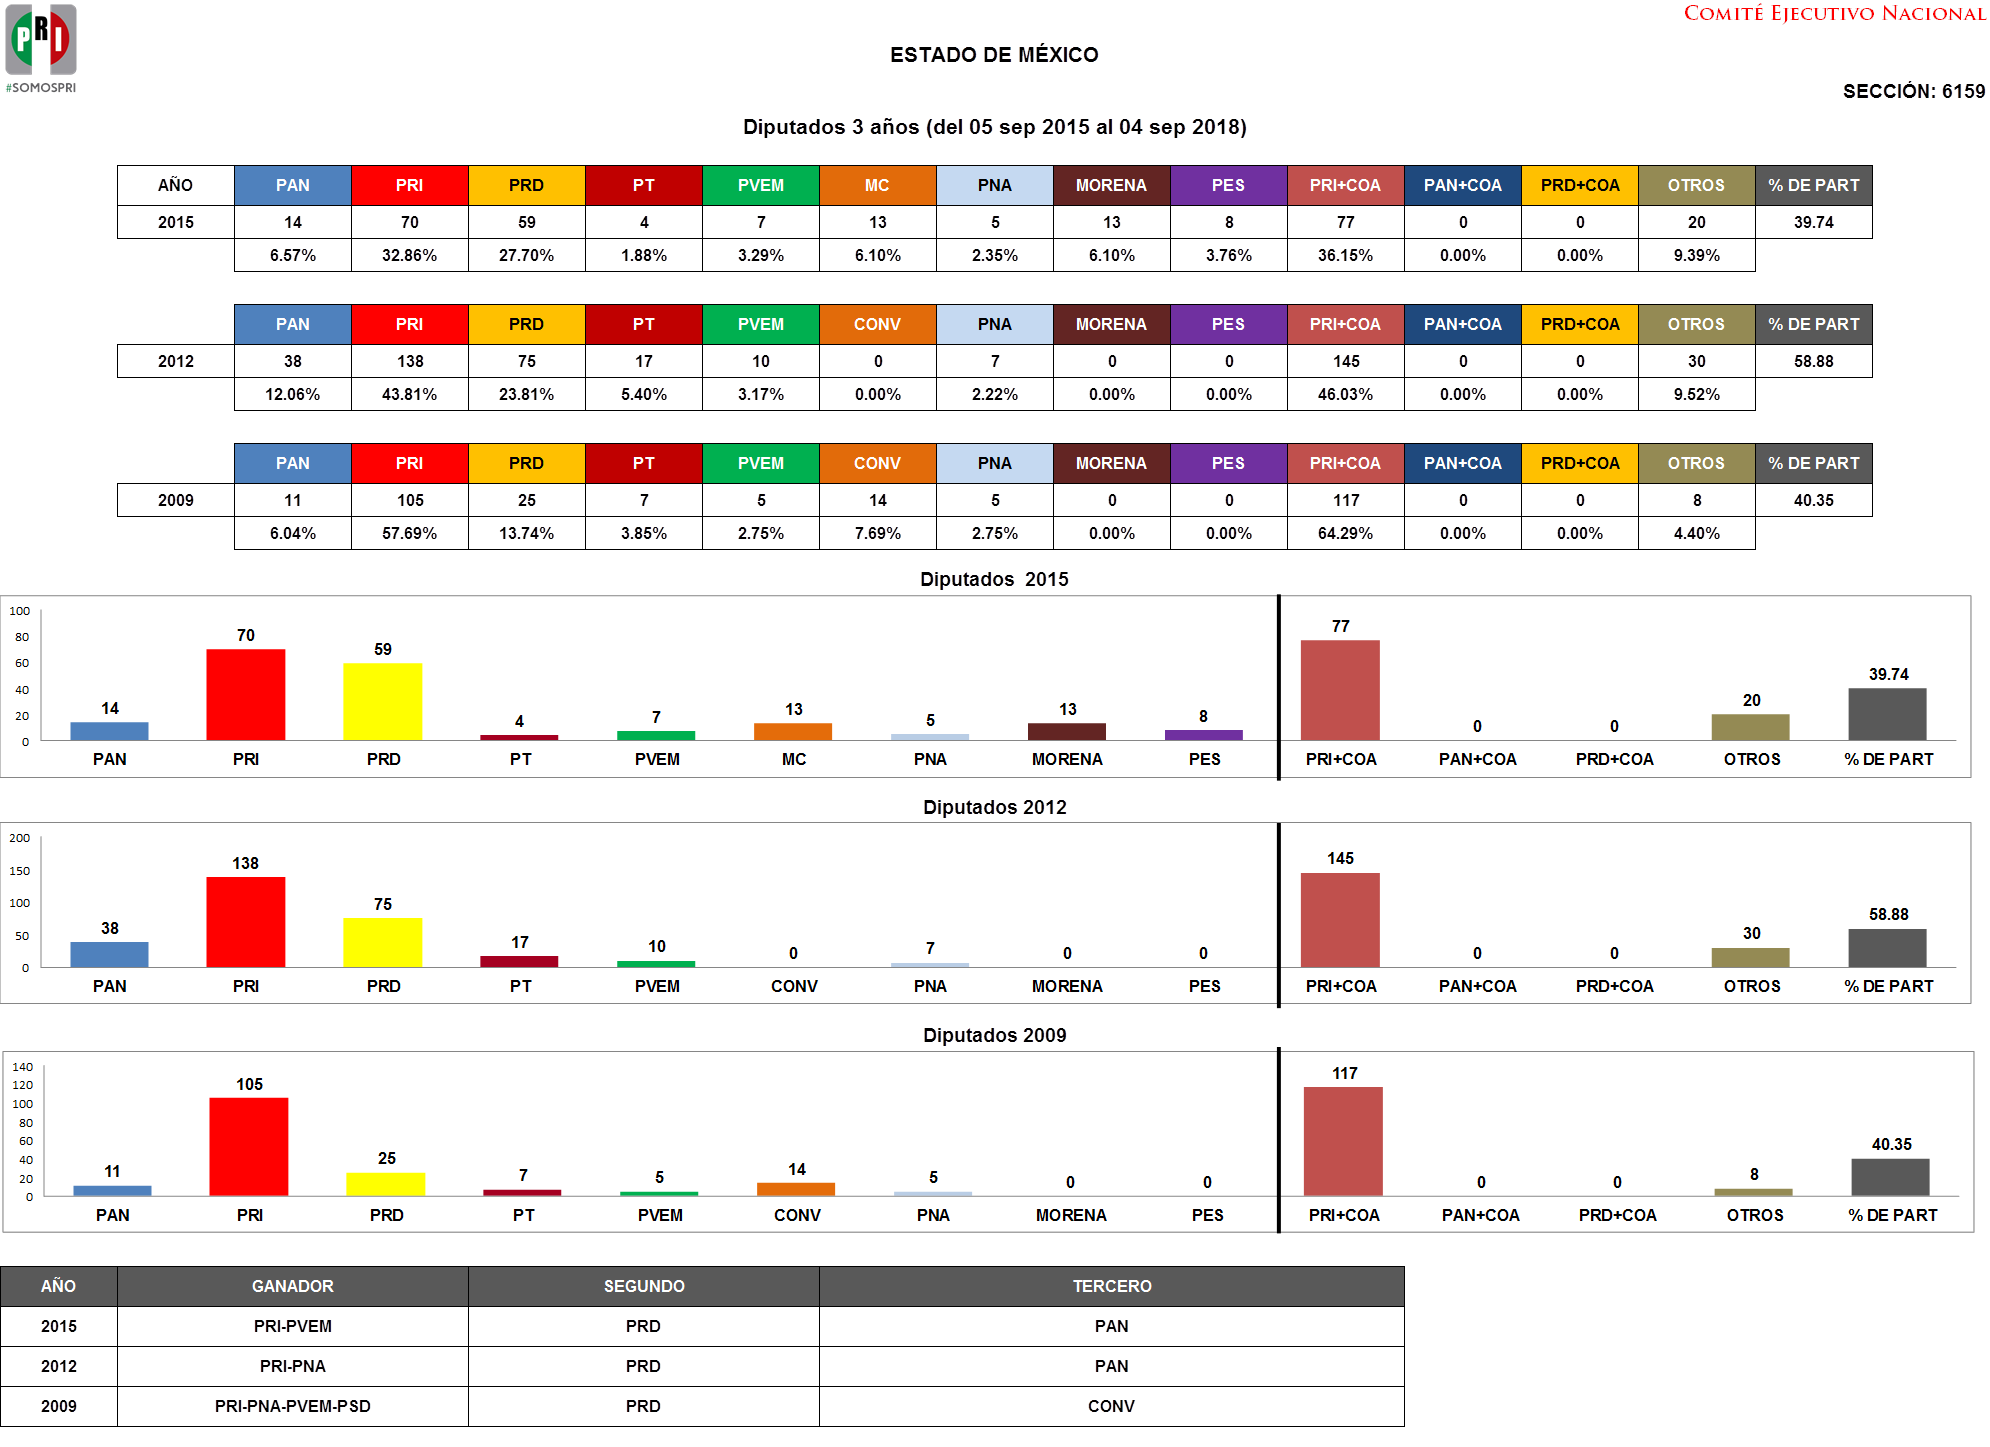 PRI
#SOMOSPRI
COMITÉ EJECUTIVO NACIONAL
ESTADO DE MÉXICO
SECCIÓN: 6159
Diputados 3 años (del 05 sep 2015 al 04 sep 2018)
AÑO PAN PRI PRD PT PVEM MC PNA MORENA PES PRI+COA PAN+COA PRD+COA OTROS % DE PART
2015 14 70 59 4 7 13 5 13 8 77 0 0 20 39.74
6.57% 32.86% 27.70% 1.88% 3.29% 6.10% 2.35% 6.10% 3.76% 36.15% 0.00% 0.00% 9.39%
PAN PRI PRD PT PVEM CONV PNA MORENA PES PRI+COA PAN+COA PRD+COA OTROS % DE PART
2012 38 138 75 17 10 0 7 0 0 145 0 0 30 58.88
12.06% 43.81% 23.81% 5.40% 3.17% 0.00% 2.22% 0.00% 0.00% 46.03% 0.00% 0.00% 9.52%
PAN PRI PRD PT PVEM CONV PNA MORENA PES PRI+COA PAN+COA PRD+COA OTROS % DE PART
2009 11 105 25 7 5 14 5 0 0 117 0 0 8 40.35
6.04% 57.69% 13.74% 3.85% 2.75% 7.69% 2.75% 0.00% 0.00% 64.29% 0.00% 0.00% 4.40%
Diputados 2015
100
80
60
40
20
0
14 70 59 4 7 13 5 13 8 77 0 0 20 39.74
PAN PRI PRD PT PVEM MC PNA MORENA PES PRI+COA PAN+COA PRD+COA OTROS % DE PART
Diputados 2012
200
150
100
50
0
38 138 75 17 10 0 7 0 0 145 0 0 30 58.88
PAN PRI PRD PT PVEM CONV PNA MORENA PES PRI+COA PAN+COA PRD+COA OTROS % DE PART
Diputados 2009
140
120
100
80
60
40
20
0
11 105 25 7 5 14 5 0 0 117 0 0 8 40.35
PAN PRI PRD PT PVEM CONV PNA MORENA PES PRI+COA PAN+COA PRD+COA OTROS % DE PART
AÑO GANADOR SEGUNDO TERCERO
2015 PRI-PVEM PRD PAN
2012 PRI-PNA PRD PAN
2009 PRI-PNA-PVEM-PSD PRD CONV